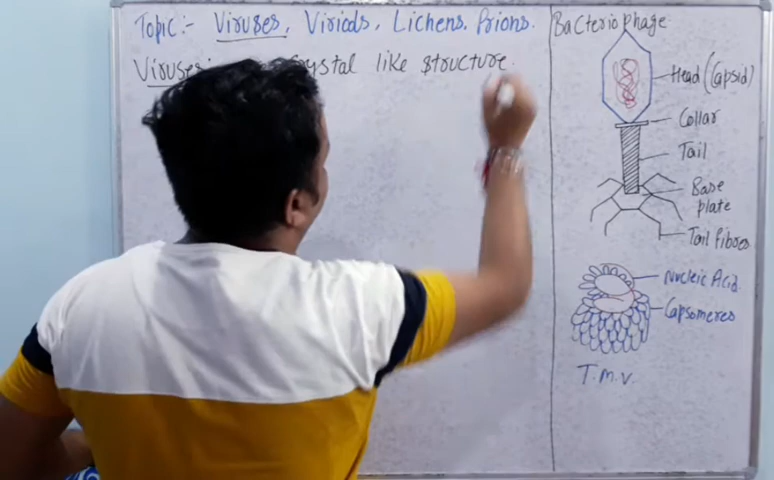 Topic:- Viruses, Viriods, Lichens, Prions.
Viruses crystal like structure.
Bacteriophage
Head (Capsid)
Collar
Tail
Base
plate
Tail fibres
Nucleic Acid
Capsomeres
T.M.V.